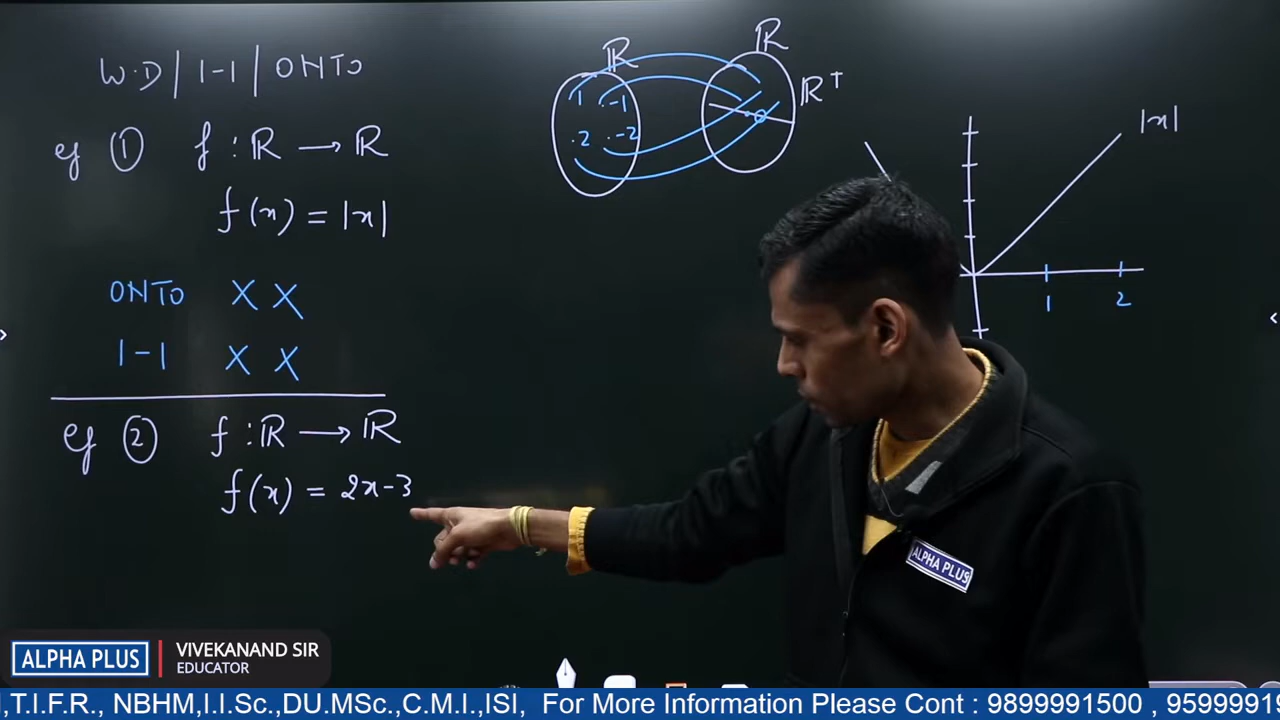 W.D | 1-1 | ONTO
eg ① f : ℝ → ℝ
f(x) = |x|
ONTO X X
1-1 X X
eg ② f : ℝ → ℝ
f(x) = 2x-3
ℝ ℝ
ℝ⁺
1 .-1
.2 .-2
|x|
1 2
ALPHA PLUS
ALPHA PLUS VIVEKANAND SIR
EDUCATOR
T.I.F.R., NBHM,I.I.Sc.,DU.MSc.,C.M.I.,ISI, For More Information Please Cont : 9899991500 ,